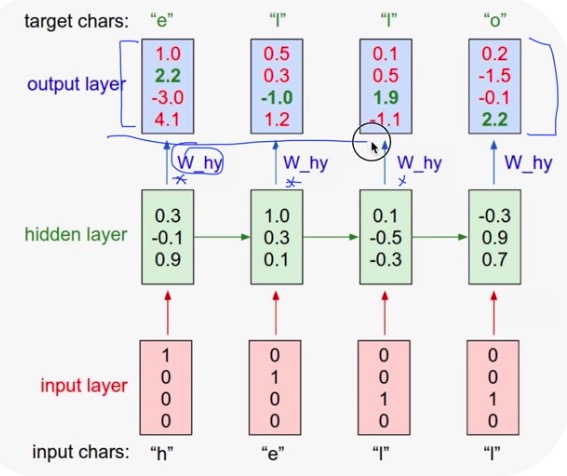 target chars: “e” “l” “l” “o”
1.0 0.5 0.1 0.2
2.2 0.3 0.5 -1.5
output layer -3.0 -1.0 1.9 -0.1
4.1 1.2 -1.1 2.2
W_hy W_hy W_hy W_hy
0.3 1.0 0.1 -0.3
hidden layer -0.1 0.3 -0.5 0.9
0.9 0.1 -0.3 0.7
1 0 0 0
0 1 0 0
input layer 0 0 1 1
0 0 0 0
input chars: “h” “e” “l” “l”